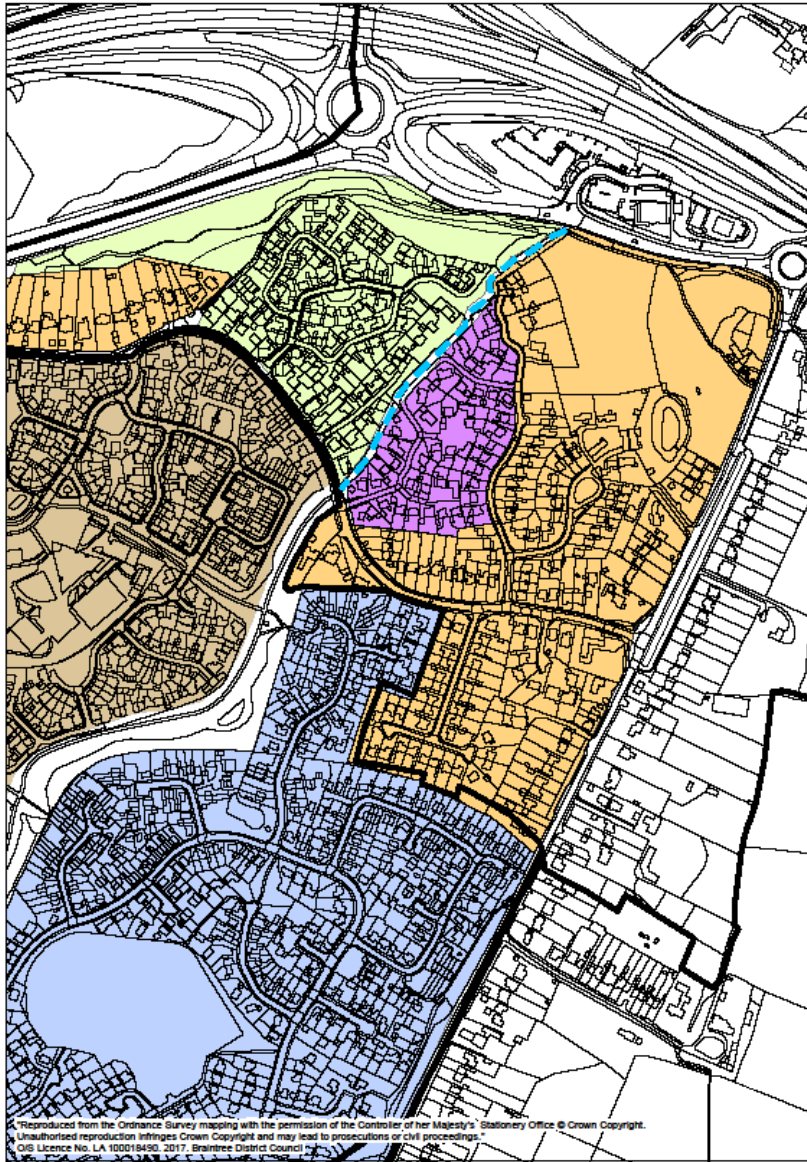 "Reproduced from the Ordnance Survey mapping with the permission of the Controller of her Majesty's` Stationery Office © Crown Copyright.
Unauthorised reproduction infringes Crown Copyright and may lead to prosecutions or civil proceedings."
O/S Licence No. LA 100018490. 2017. Braintree District Council